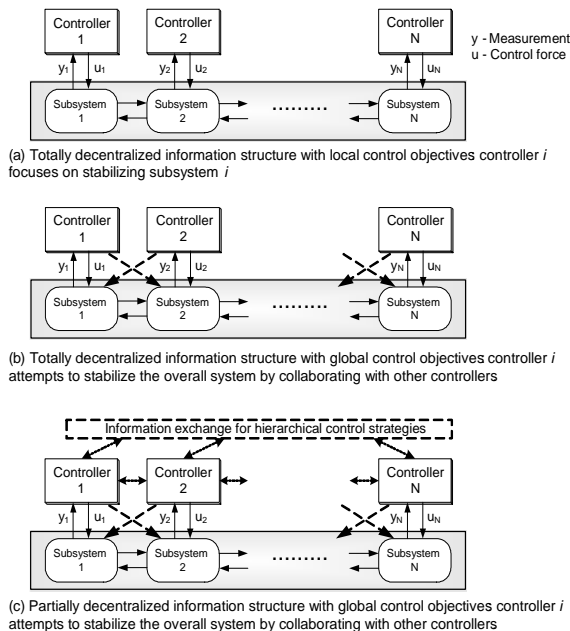 Controller 1
Controller 2
Controller N
y - Measurement
u - Control force
y1 u1 y2 u2 yN uN
Subsystem 1
Subsystem 2
.........
Subsystem N
(a) Totally decentralized information structure with local control objectives controller i
focuses on stabilizing subsystem i
Controller 1
Controller 2
Controller N
y1 u1 y2 u2 yN uN
Subsystem 1
Subsystem 2
.........
Subsystem N
(b) Totally decentralized information structure with global control objectives controller i
attempts to stabilize the overall system by collaborating with other controllers
Information exchange for hierarchical control strategies
Controller 1
Controller 2
Controller N
y1 u1 y2 u2 yN uN
Subsystem 1
Subsystem 2
.........
Subsystem N
(c) Partially decentralized information structure with global control objectives controller i
attempts to stabilize the overall system by collaborating with other controllers